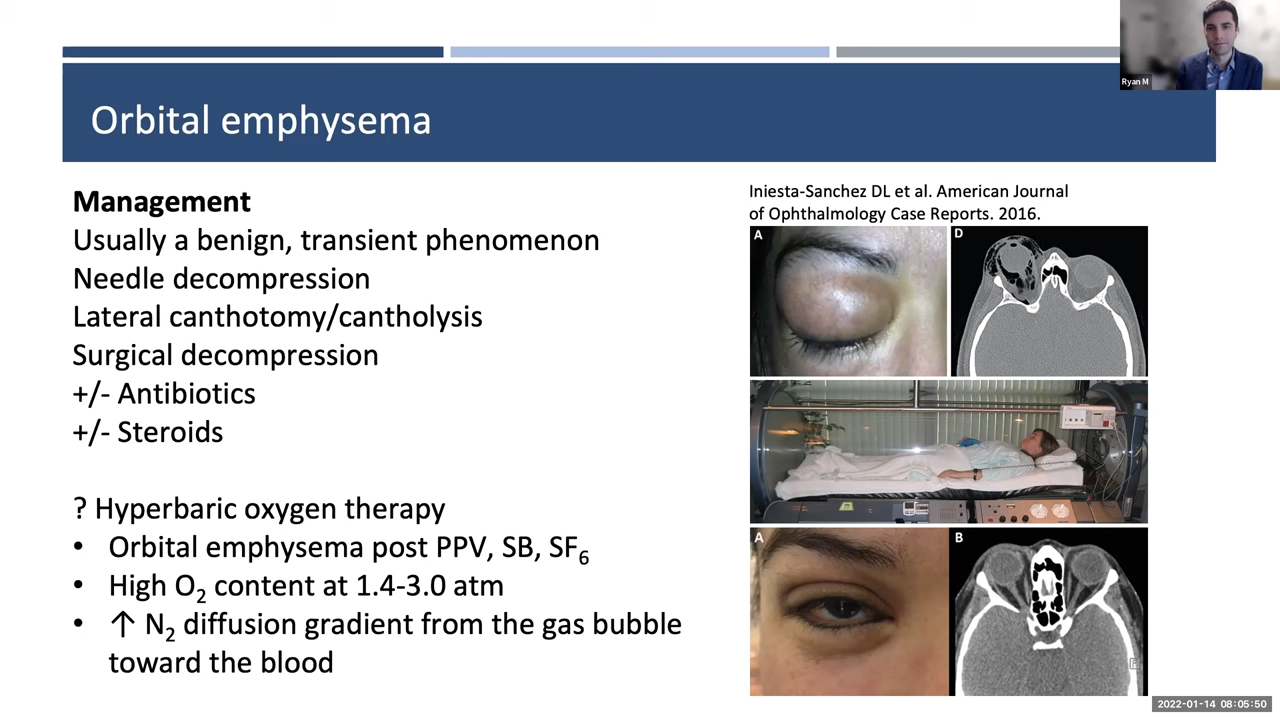 Ryan M
Orbital emphysema
Management
Usually a benign, transient phenomenon
Needle decompression
Lateral canthotomy/cantholysis
Surgical decompression
+/- Antibiotics
+/- Steroids
? Hyperbaric oxygen therapy
• Orbital emphysema post PPV, SB, SF₆
• High O₂ content at 1.4-3.0 atm
• ↑ N₂ diffusion gradient from the gas bubble
toward the blood
Iniesta-Sanchez DL et al. American Journal
of Ophthalmology Case Reports. 2016.
A
D
A
B
2022-01-14 08:05:50